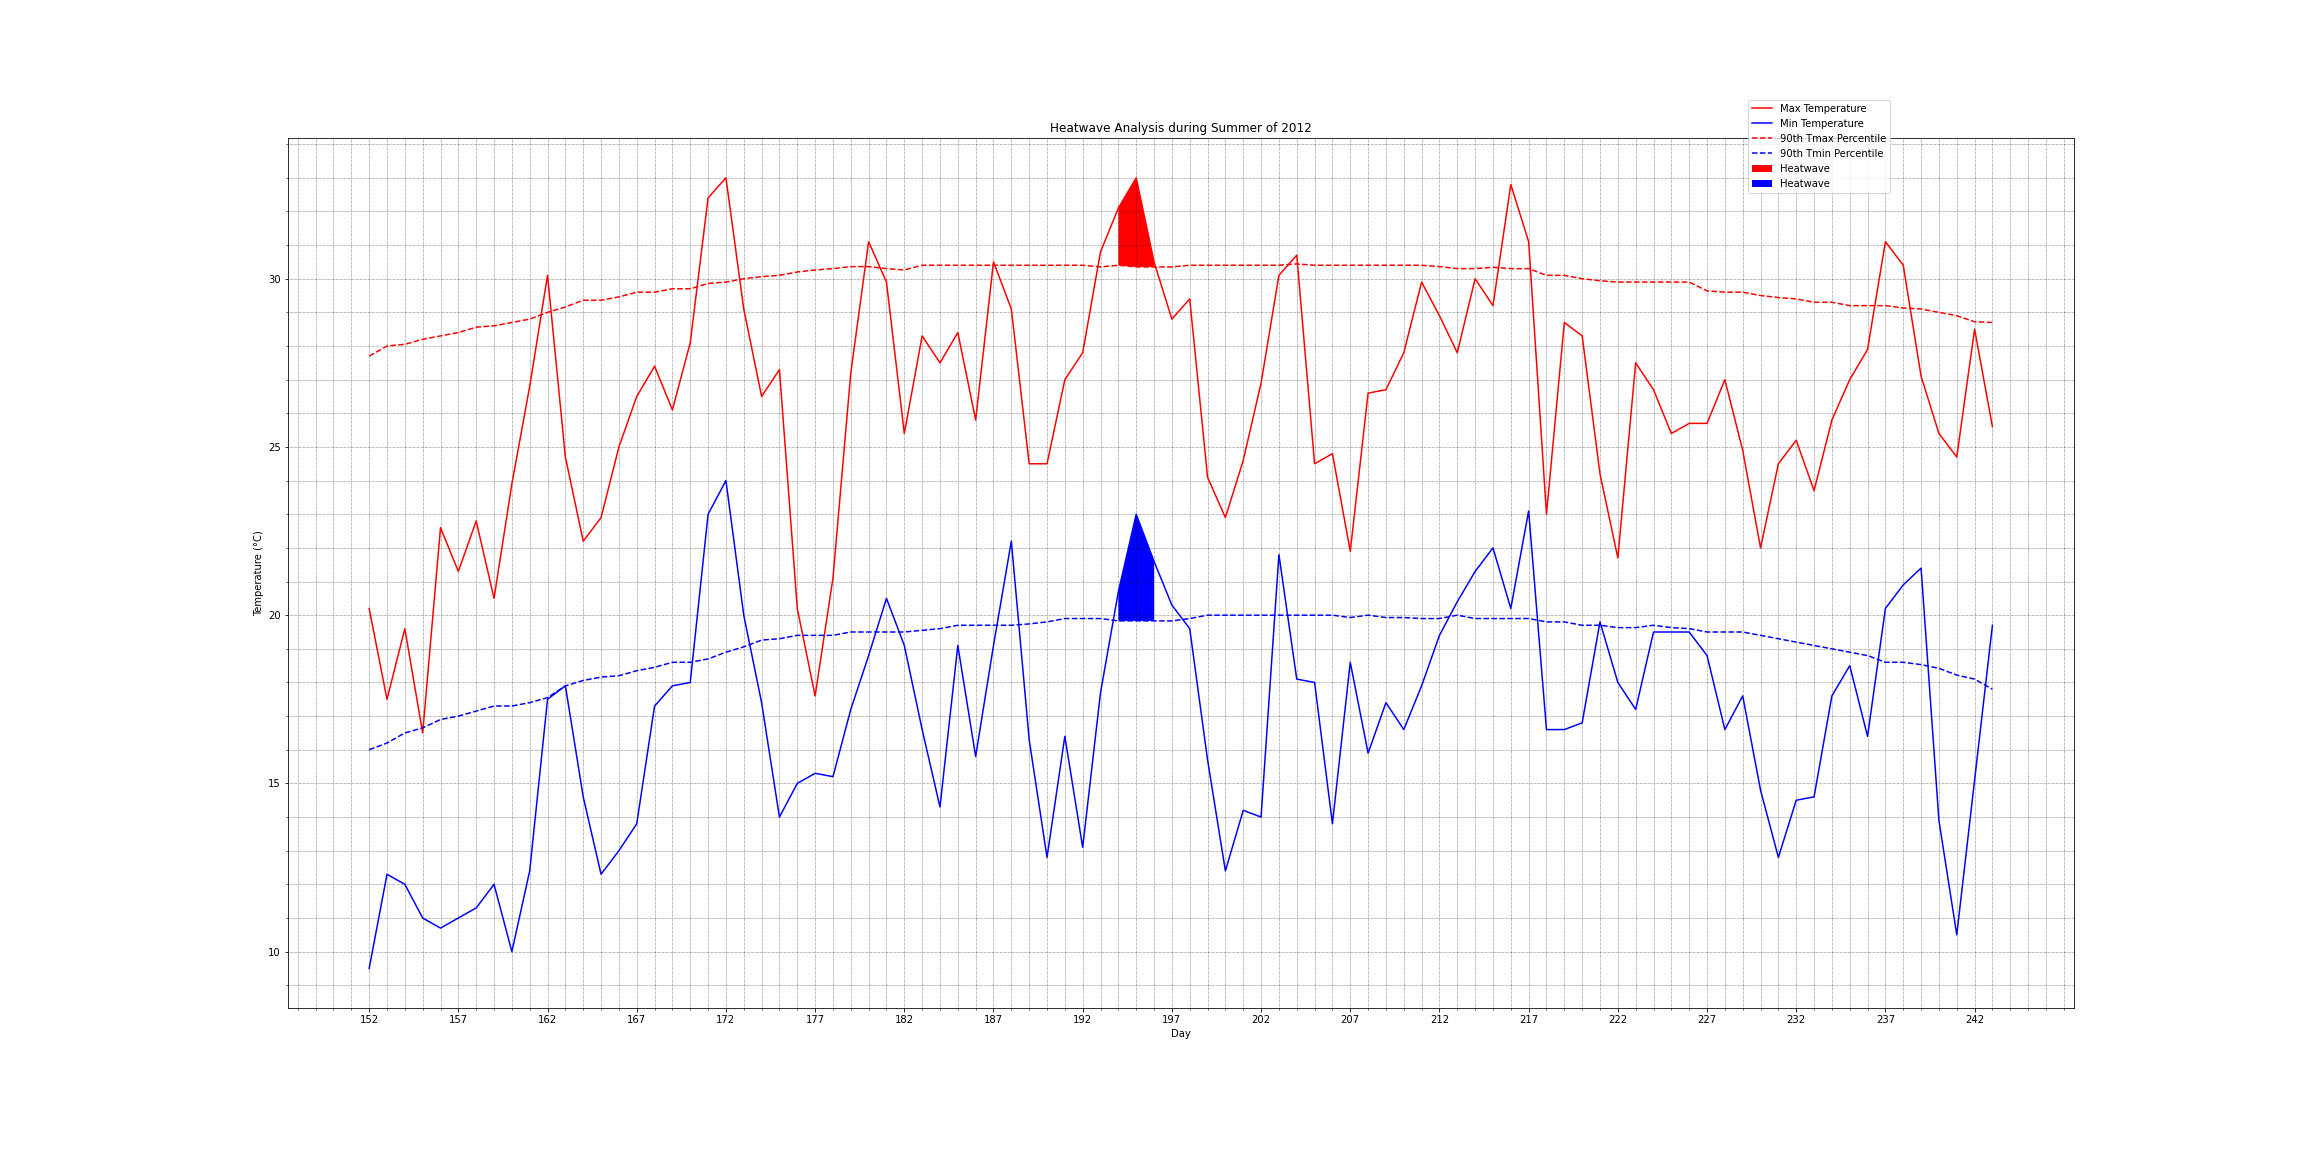 Heatwave Analysis during Summer of 2012
Max Temperature
Min Temperature
90th Tmax Percentile
90th Tmin Percentile
Heatwave
Heatwave
Temperature (°C)
30
25
20
15
10
152 157 162 167 172 177 182 187 192 197 202 207 212 217 222 227 232 237 242
Day